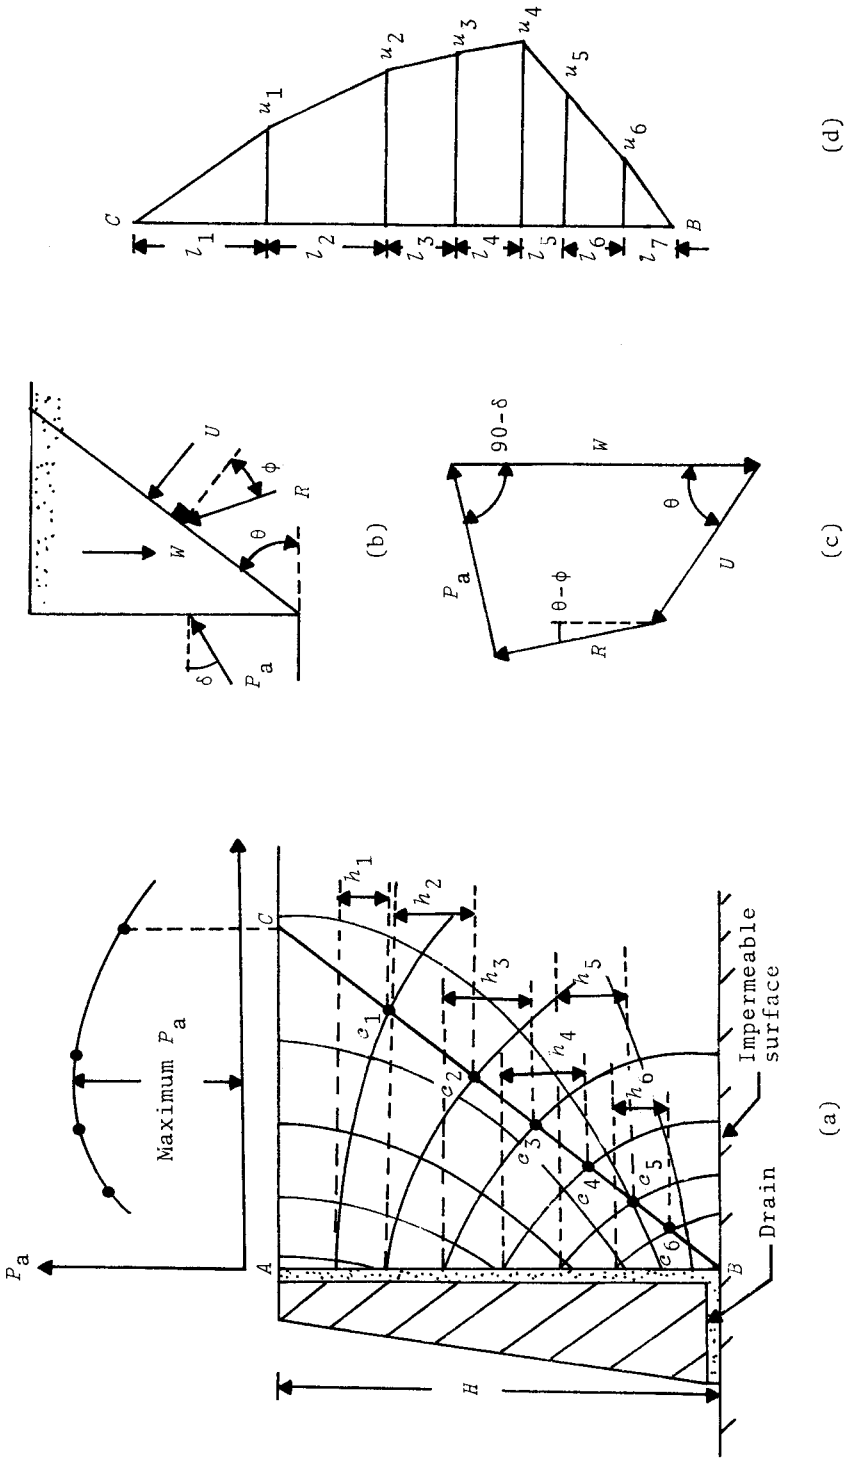 C
u1
u2
u3
u4
u5
u6
B
l1
l2
l3
l4
l5
l6
l7
(d)
U
φ
R
W
θ
δ
Pa
(b)
90-δ
Pa
W
θ
U
θ-φ
R
(c)
Pa
Maximum Pa
A
C
h1
h2
h3
h4
h5
h6
c1
c2
c3
c4
c5
c6
B
H
Drain
Impermeable
surface
(a)